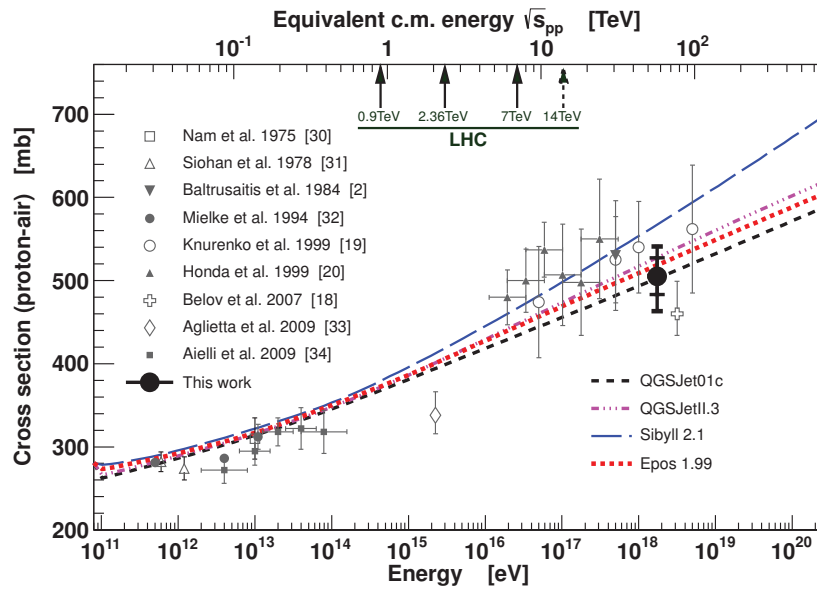 Equivalent c.m. energy √s_pp [TeV]
10^-1 1 10 10^2
0.9TeV 2.36TeV 7TeV 14TeV
LHC
Cross section (proton-air) [mb]
700
600
500
400
300
200
Nam et al. 1975 [30]
Siohan et al. 1978 [31]
Baltrusaitis et al. 1984 [2]
Mielke et al. 1994 [32]
Knurenko et al. 1999 [19]
Honda et al. 1999 [20]
Belov et al. 2007 [18]
Aglietta et al. 2009 [33]
Aielli et al. 2009 [34]
This work
QGSJet01c
QGSJetII.3
Sibyll 2.1
Epos 1.99
10^11 10^12 10^13 10^14 10^15 10^16 10^17 10^18 10^19 10^20
Energy [eV]